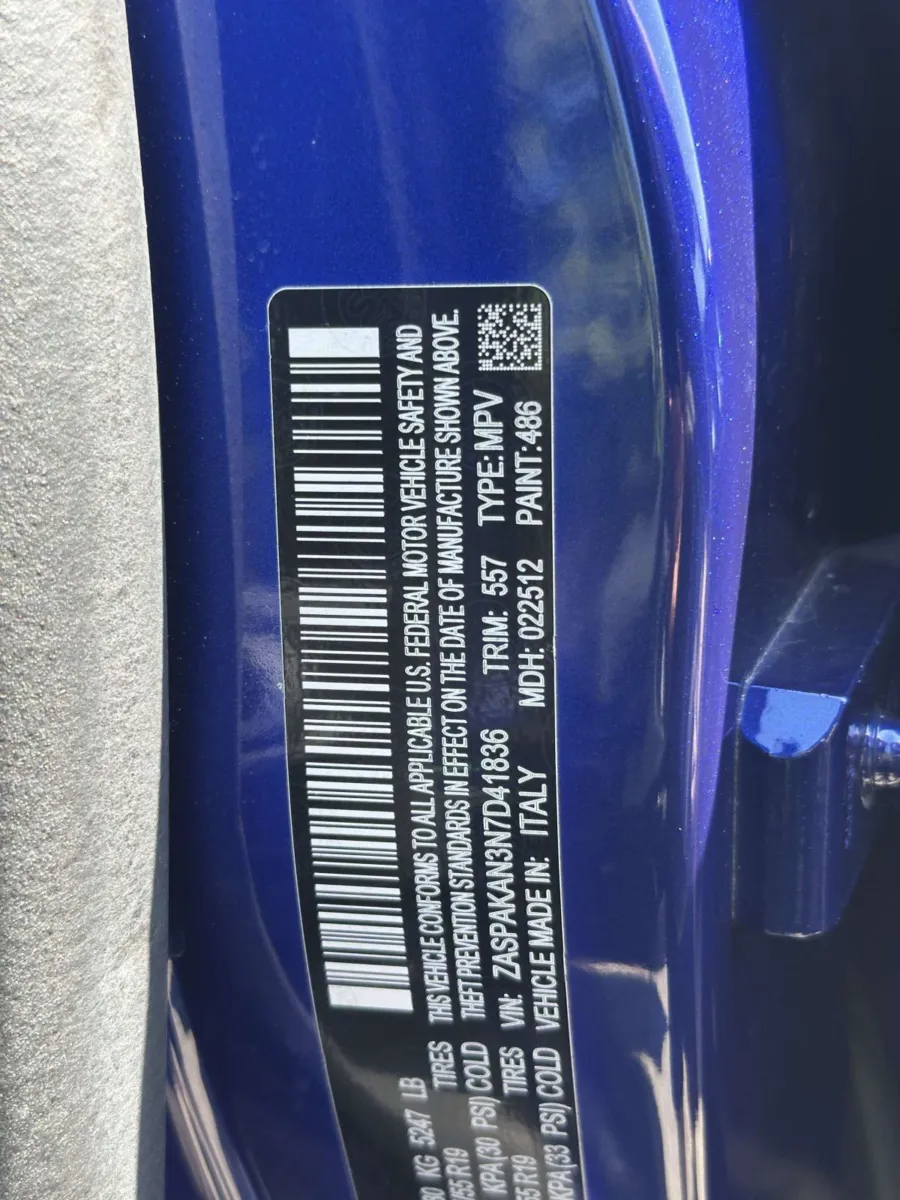 KG 5247 LB
THIS VEHICLE CONFORMS TO ALL APPLICABLE U.S. FEDERAL MOTOR VEHICLE SAFETY AND
R19 TIRES
THEFT PREVENTION STANDARDS IN EFFECT ON THE DATE OF MANUFACTURE SHOWN ABOVE.
KPA(30 PSI) COLD
VIN: ZASPAKAN3N7D41836 TRIM: 557 TYPE: MPV
R19 TIRES
VEHICLE MADE IN: ITALY MDH: 022512 PAINT: 486
KPA(33 PSI) COLD